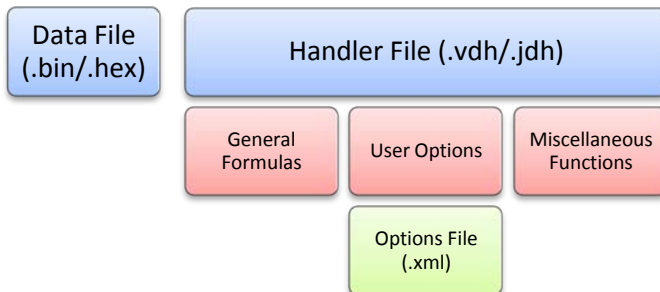 Data File
(.bin/.hex)
Handler File (.vdh/.jdh)
General
Formulas
User Options
Miscellaneous
Functions
Options File
(.xml)